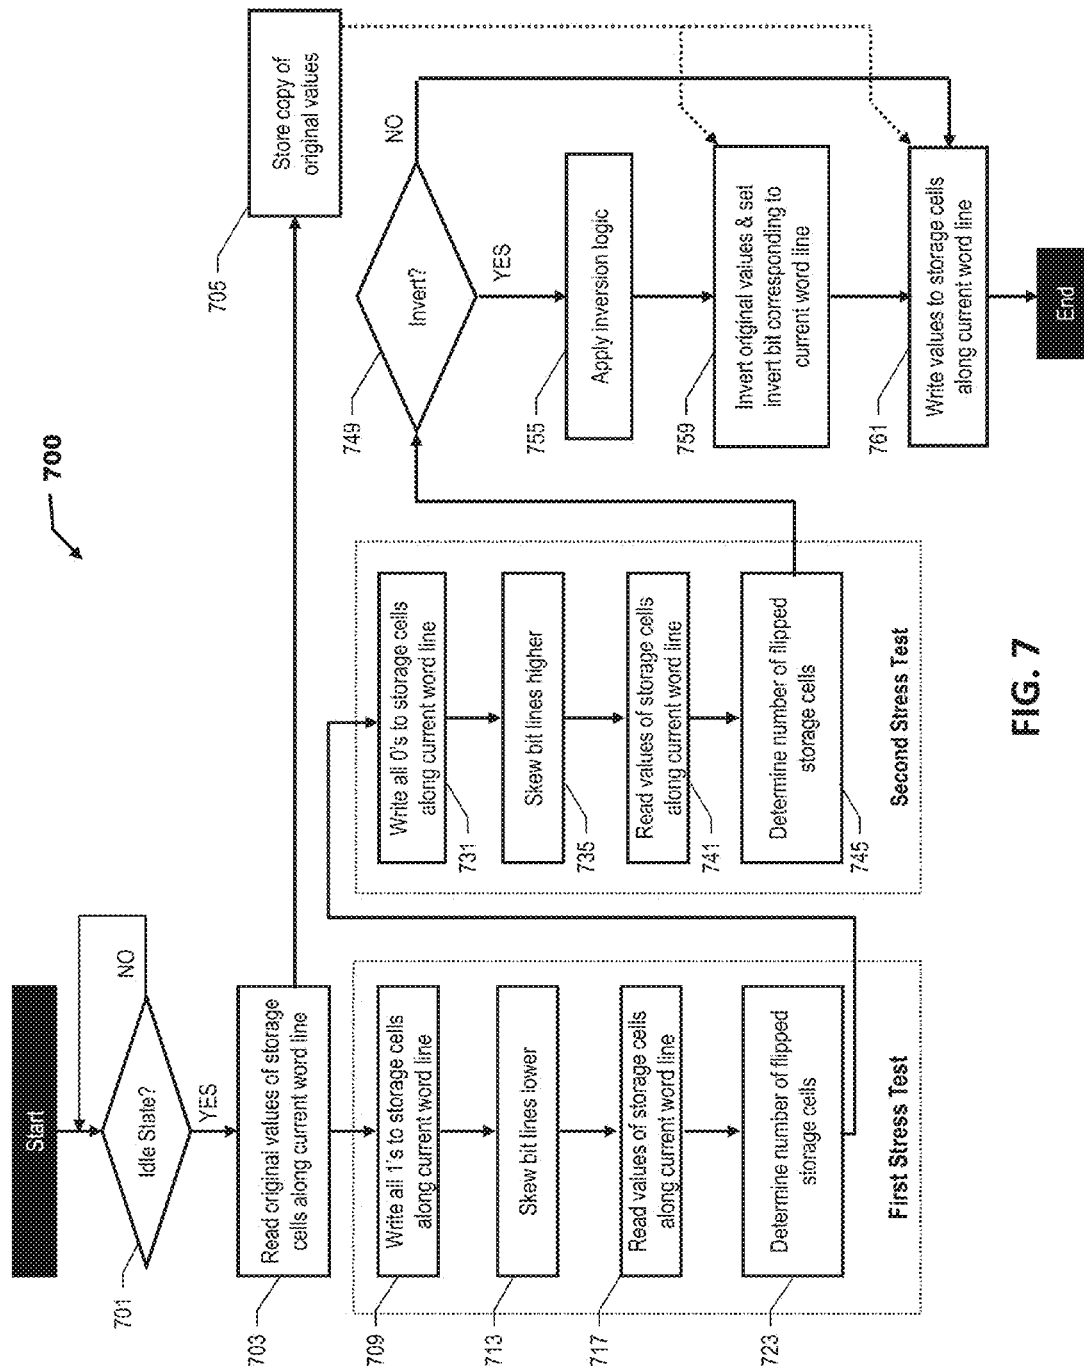 700
Start
Idle State?
NO
YES
701
Read original values of storage
cells along current word line
703
Store copy of
original values
705
Write all 1's to storage cells
along current word line
709
Skew bit lines lower
713
Read values of storage cells
along current word line
717
Determine number of flipped
storage cells
723
First Stress Test
Write all 0's to storage cells
along current word line
731
Skew bit lines higher
735
Read values of storage cells
along current word line
741
Determine number of flipped
storage cells
745
Second Stress Test
Invert?
NO
YES
749
Apply inversion logic
755
Invert original values & set
invert bit corresponding to
current word line
759
Write values to storage cells
along current word line
761
End
FIG. 7